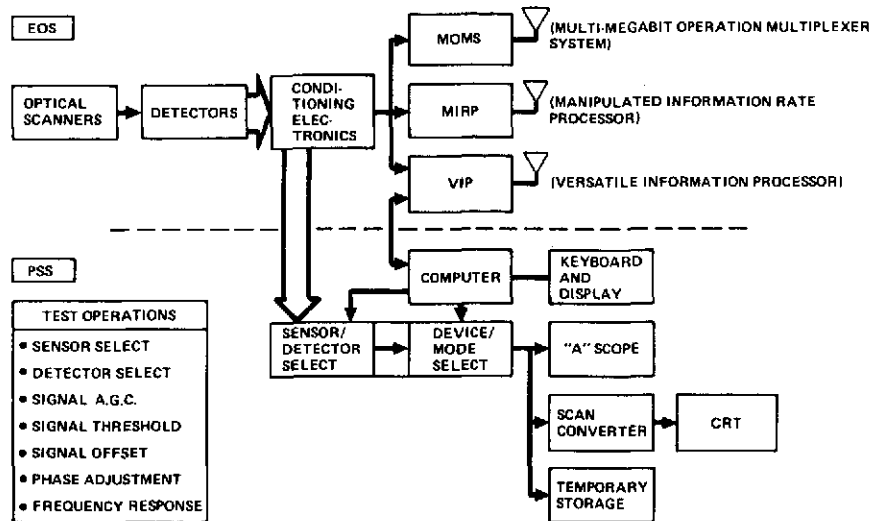 EOS
OPTICAL
SCANNERS
DETECTORS
CONDI-
TIONING
ELEC-
TRONICS
MOMS
(MULTI-MEGABIT OPERATION MULTIPLEXER
SYSTEM)
MIRP
(MANIPULATED INFORMATION RATE
PROCESSOR)
VIP
(VERSATILE INFORMATION PROCESSOR)
PSS
COMPUTER
KEYBOARD
AND
DISPLAY
TEST OPERATIONS
• SENSOR SELECT
• DETECTOR SELECT
• SIGNAL A.G.C.
• SIGNAL THRESHOLD
• SIGNAL OFFSET
• PHASE ADJUSTMENT
• FREQUENCY RESPONSE
SENSOR/
DETECTOR
SELECT
DEVICE/
MODE
SELECT
"A" SCOPE
SCAN
CONVERTER
CRT
TEMPORARY
STORAGE